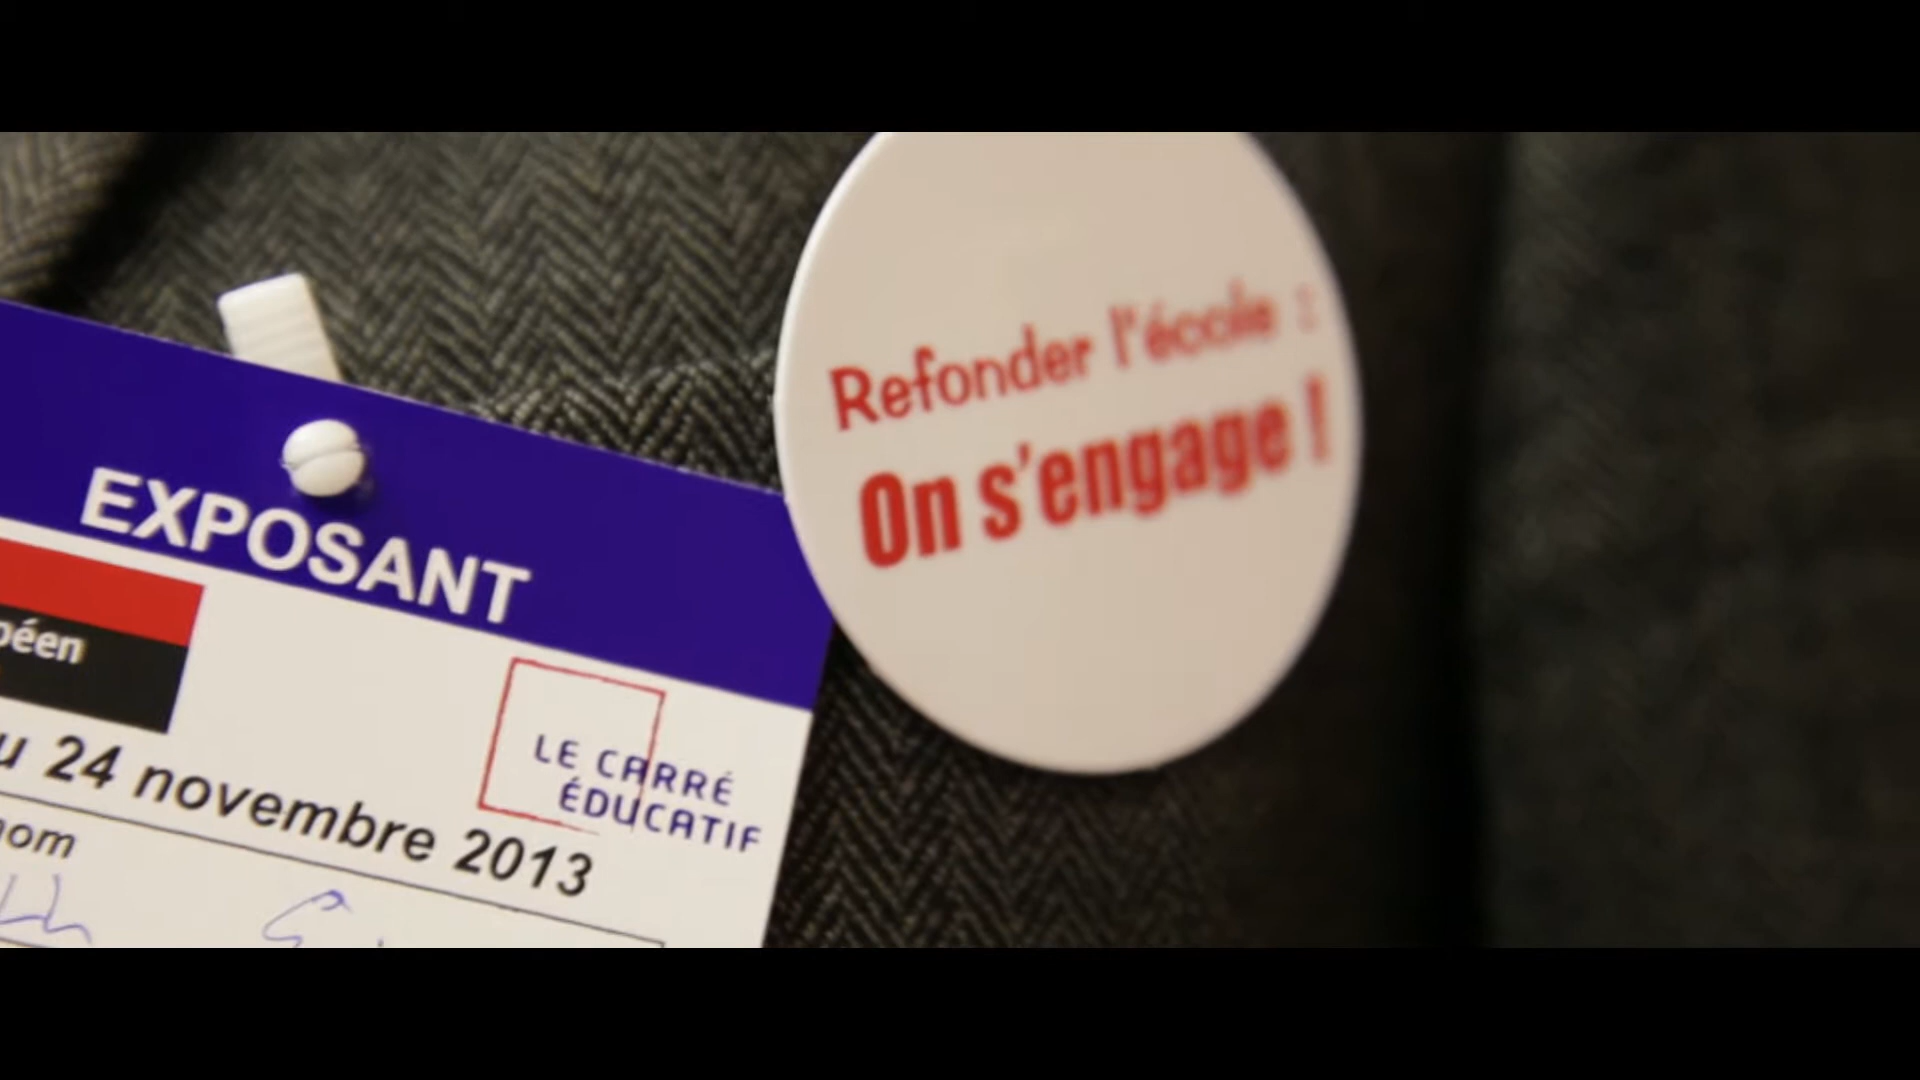 EXPOSANT
péen
LE CARRÉ
ÉDUCATIF
u 24 novembre 2013
nom
Refonder l'école :
On s'engage !